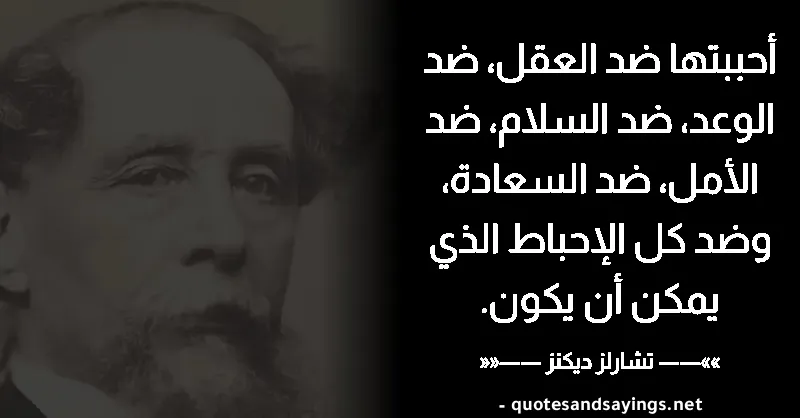 أحببتها ضد العقل، ضد
الوعد، ضد السلام، ضد
الأمل، ضد السعادة،
وضد كل الإحباط الذي
يمكن أن يكون.
»»—— تشارلز ديكنز ——««
- quotesandsayings.net